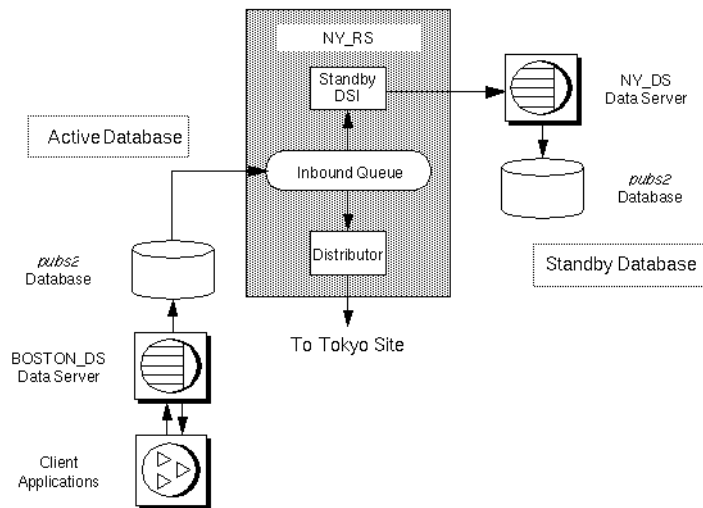 NY_RS
Standby
DSI
NY_DS
Data Server
Active Database
Inbound Queue
pubs2
Database
pubs2
Database
Distributor
Standby Database
To Tokyo Site
BOSTON_DS
Data Server
Client
Applications